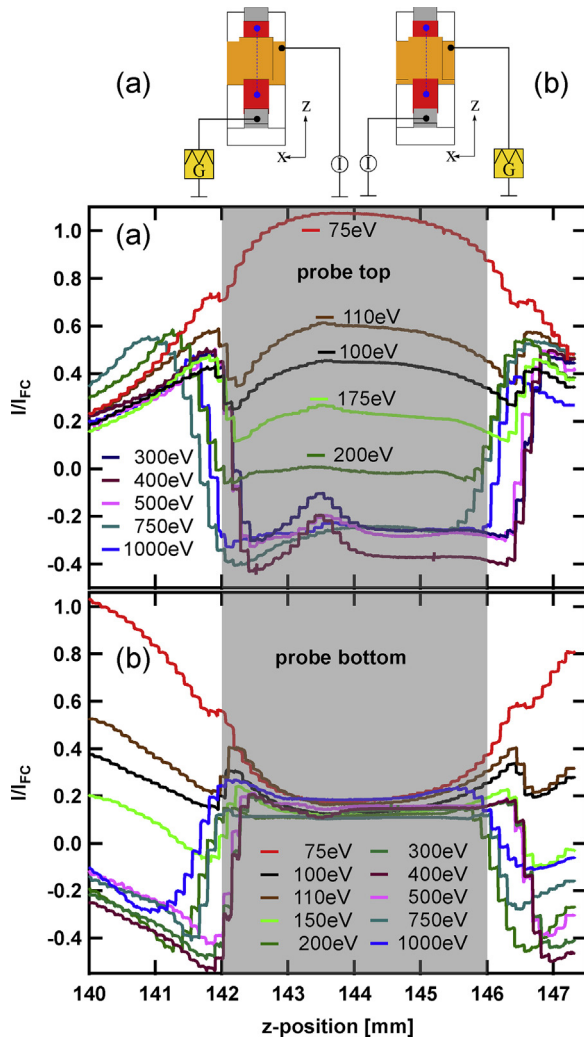 (a) (b)
Z Z
X X
G I I G
(a)
75eV
probe top
110eV
100eV
175eV
200eV
300eV
400eV
500eV
750eV
1000eV
1.0
0.8
0.6
0.4
0.2
0.0
-0.2
-0.4
I/I_FC
(b)
probe bottom
1.0
0.8
0.6
0.4
0.2
0.0
-0.2
-0.4
I/I_FC
75eV 300eV
100eV 400eV
110eV 500eV
150eV 750eV
200eV 1000eV
140 141 142 143 144 145 146 147
z-position [mm]